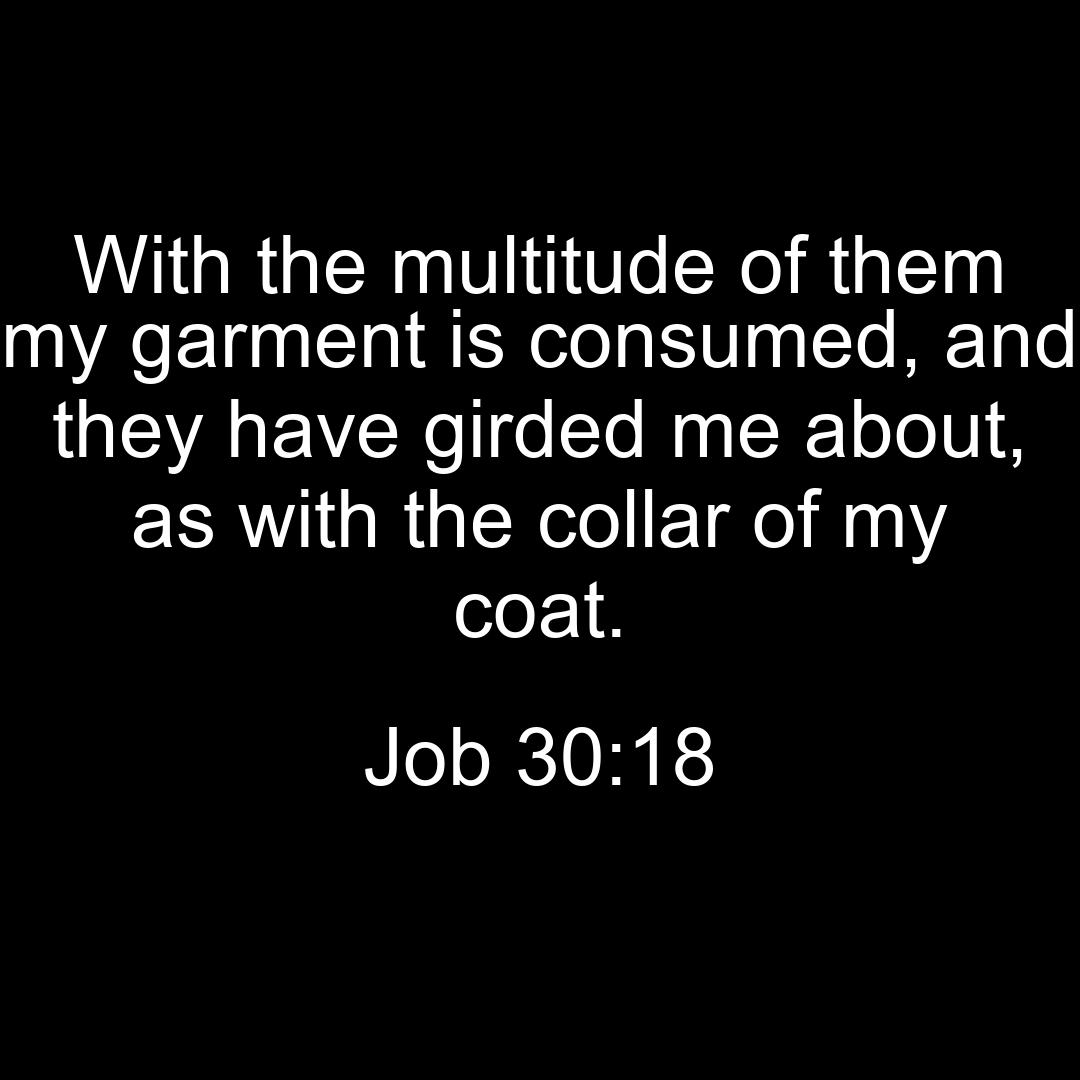 With the multitude of them
my garment is consumed, and
they have girded me about,
as with the collar of my
coat.
Job 30:18